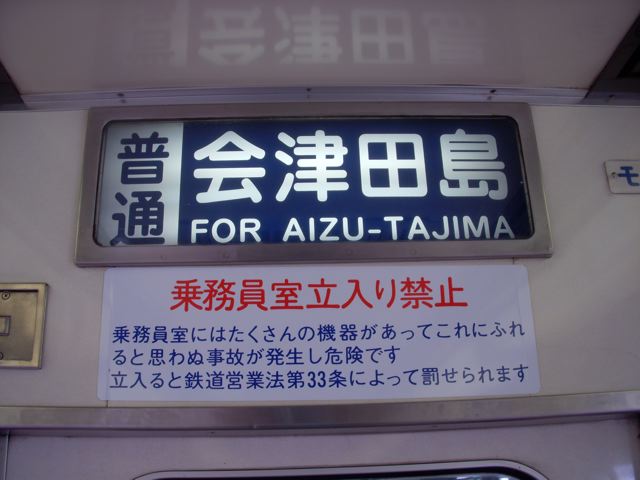 普通
会津田島
FOR AIZU-TAJIMA
モ
乗務員室立入り禁止
乗務員室にはたくさんの機器があってこれにふれ
ると思わぬ事故が発生し危険です
立入ると鉄道営業法第33条によって罰せられます